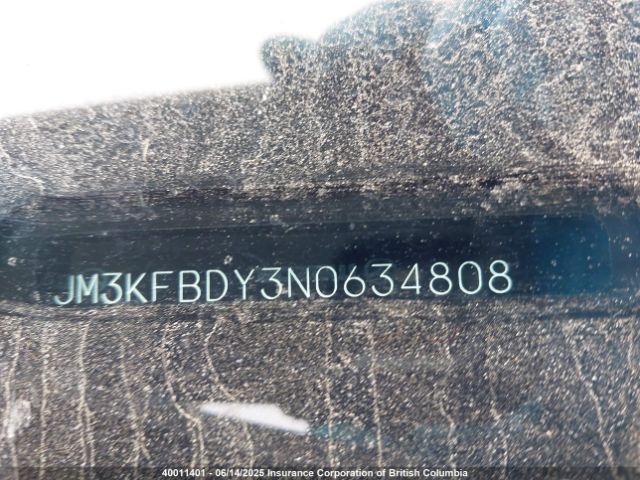 JM3KFBDY3N0634808
40011401 - 06/14/2025 Insurance Corporation of British Columbia